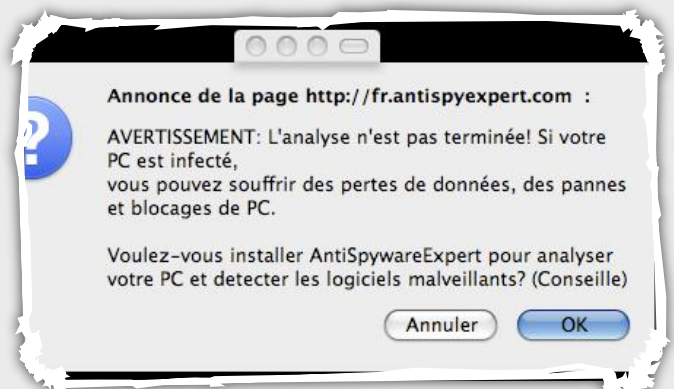 Annonce de la page http://fr.antispyexpert.com :
AVERTISSEMENT: L'analyse n'est pas terminée! Si votre
PC est infecté,
vous pouvez souffrir des pertes de données, des pannes
et blocages de PC.
Voulez-vous installer AntiSpywareExpert pour analyser
votre PC et detecter les logiciels malveillants? (Conseille)
Annuler OK